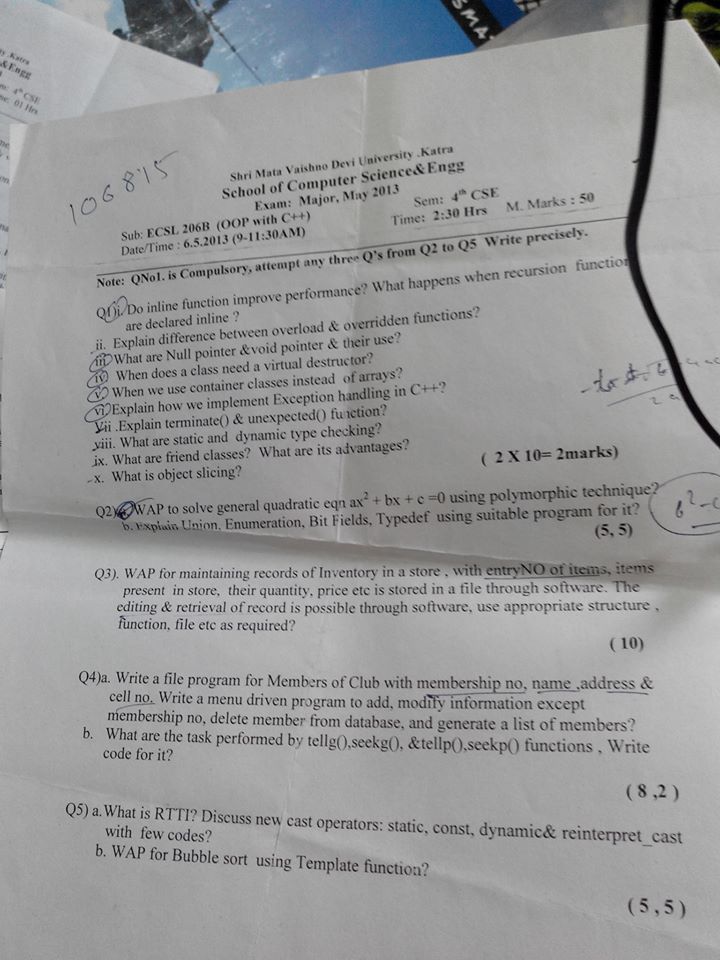 SMA
Katra
&Engg
4th CSE
01 Hrs
106875
Shri Mata Vaishno Devi University .Katra
School of Computer Science&Engg
Exam: Major, May 2013
Sub: ECSL 206B (OOP with C++)
Sem: 4th CSE
Date/Time : 6.5.2013 (9-11:30AM)
Time: 2:30 Hrs M. Marks : 50
Note: QNo1. is Compulsory, attempt any three Q's from Q2 to Q5 Write precisely.
Q1)i. Do inline function improve performance? What happens when recursion function
are declared inline ?
ii. Explain difference between overload & overridden functions?
iii What are Null pointer &void pointer & their use?
iv When does a class need a virtual destructor?
v. When we use container classes instead of arrays?
vi Explain how we implement Exception handling in C++?
vii .Explain terminate() & unexpected() function?
viii. What are static and dynamic type checking?
ix. What are friend classes? What are its advantages?
x. What is object slicing?
( 2 X 10= 2marks)
Q2) a. WAP to solve general quadratic eqn ax2 + bx + c =0 using polymorphic technique?
b. Explain Union, Enumeration, Bit Fields, Typedef using suitable program for it?
(5, 5)
Q3). WAP for maintaining records of Inventory in a store , with entryNO of items, items
present in store, their quantity, price etc is stored in a file through software. The
editing & retrieval of record is possible through software, use appropriate structure ,
function, file etc as required?
( 10)
Q4)a. Write a file program for Members of Club with membership no, name ,address &
cell no. Write a menu driven program to add, modify information except
membership no, delete member from database, and generate a list of members?
b. What are the task performed by tellg(),seekg(), &tellp(),seekp() functions , Write
code for it?
( 8 ,2 )
Q5) a. What is RTTI? Discuss new cast operators: static, const, dynamic& reinterpret_cast
with few codes?
b. WAP for Bubble sort using Template function?
( 5 , 5 )